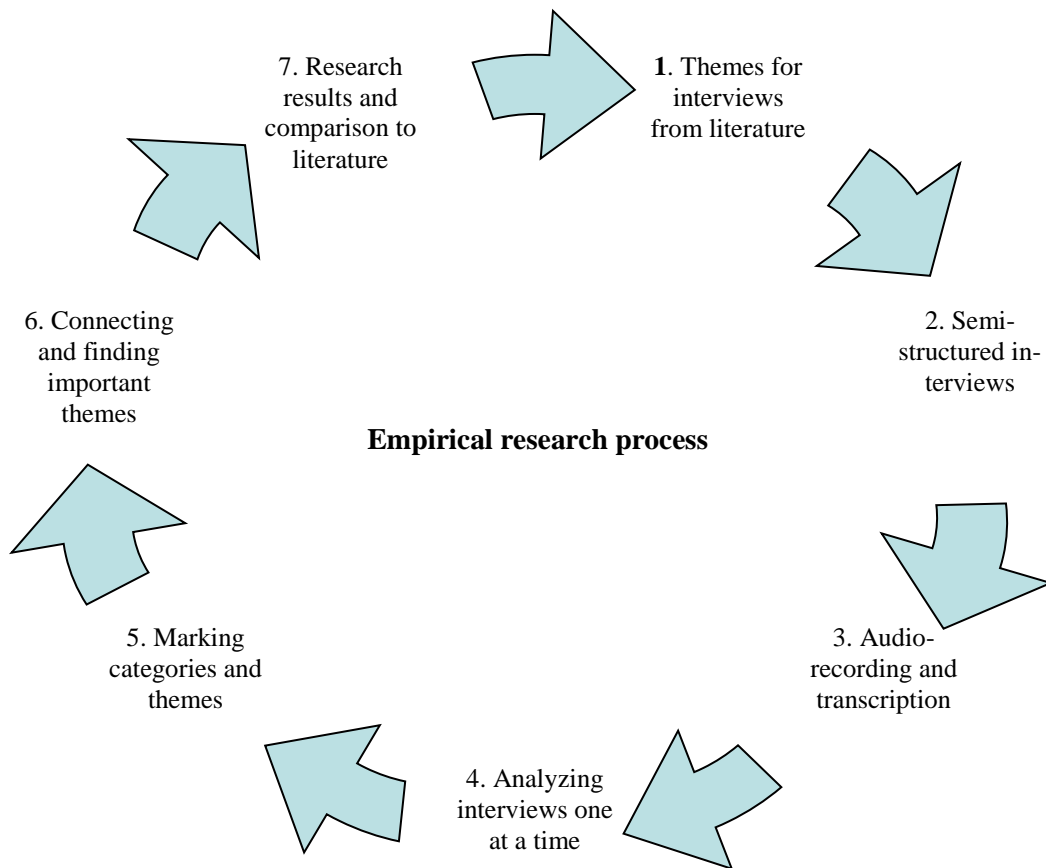 1. Themes for
interviews
from literature
2. Semi-
structured in-
terviews
3. Audio-
recording and
transcription
4. Analyzing
interviews one
at a time
5. Marking
categories and
themes
6. Connecting
and finding
important
themes
7. Research
results and
comparison to
literature
Empirical research process